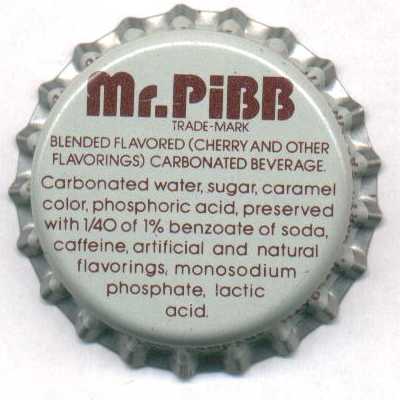 Mr.PiBB
TRADE-MARK
BLENDED FLAVORED (CHERRY AND OTHER
FLAVORINGS) CARBONATED BEVERAGE.
Carbonated water, sugar, caramel
color, phosphoric acid, preserved
with 1/40 of 1% benzoate of soda,
caffeine, artificial and natural
flavorings, monosodium
phosphate, lactic
acid.